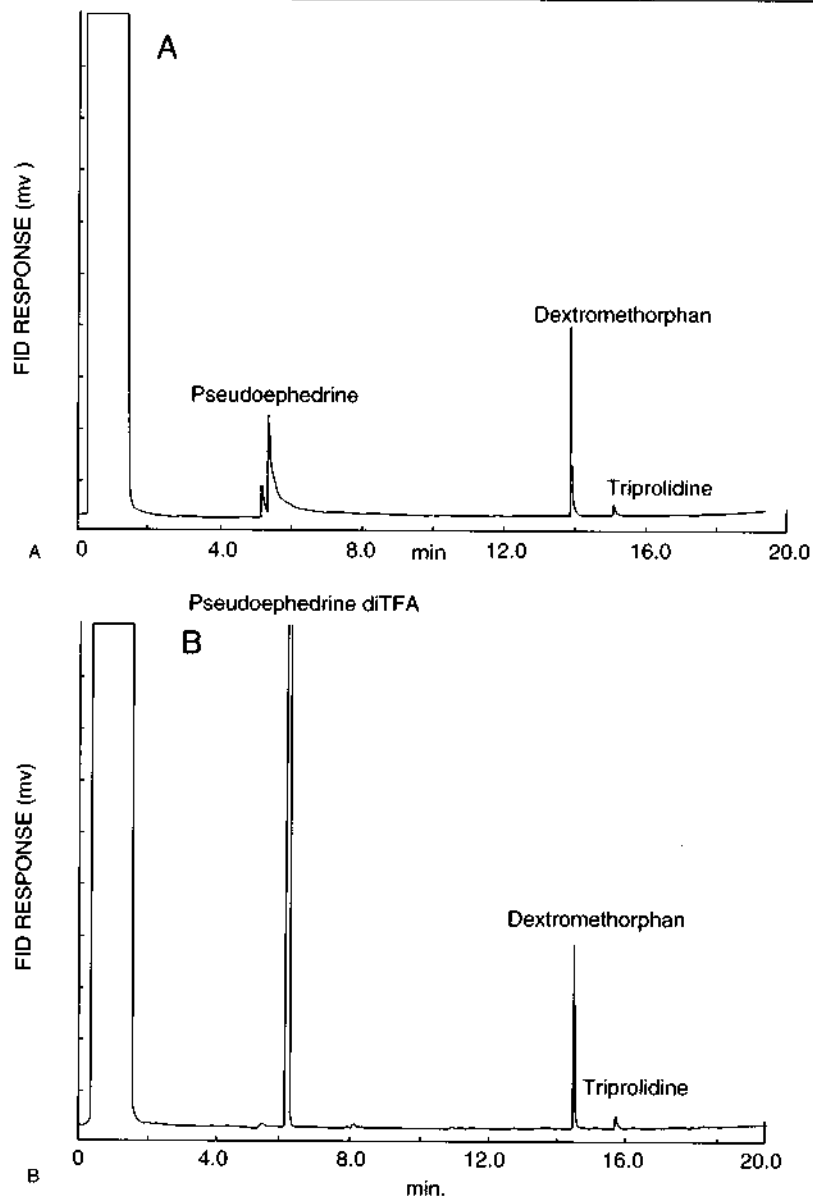 A
FID RESPONSE (mv)
Dextromethorphan
Pseudoephedrine
Triprolidine
A
0 4.0 8.0 min 12.0 16.0 20.0
Pseudoephedrine diTFA
B
FID RESPONSE (mv)
Dextromethorphan
Triprolidine
0 4.0 8.0 12.0 16.0 20.0
B
min.